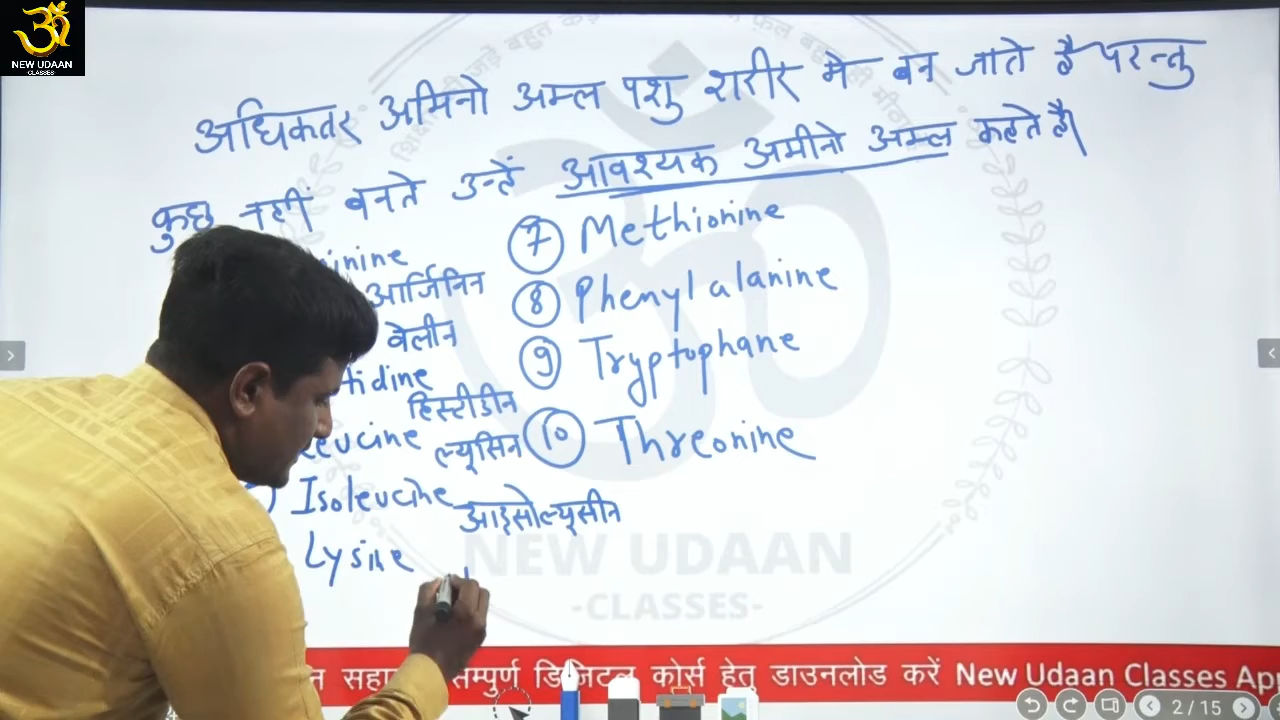 NEW UDAAN
CLASSES
अधिकतर अमिनो अम्ल पशु शरीर मे बन जाते है परन्तु
कुछ नहीं बनते उन्हें आवश्यक अमीनो अम्ल कहते है।
inine
आर्जिनिन
वेलीन
tidine
हिस्टीडीन
leucine ल्यूसिन
Isoleucine आइसोल्यूसीन
Lysine
7 Methionine
8 Phenylalanine
9 Tryptophane
10 Threonine
NEW UDAAN
-CLASSES-
सम्पूर्ण डिजिटल कोर्स हेतु डाउनलोड करें New Udaan Classes Ap
2 / 15